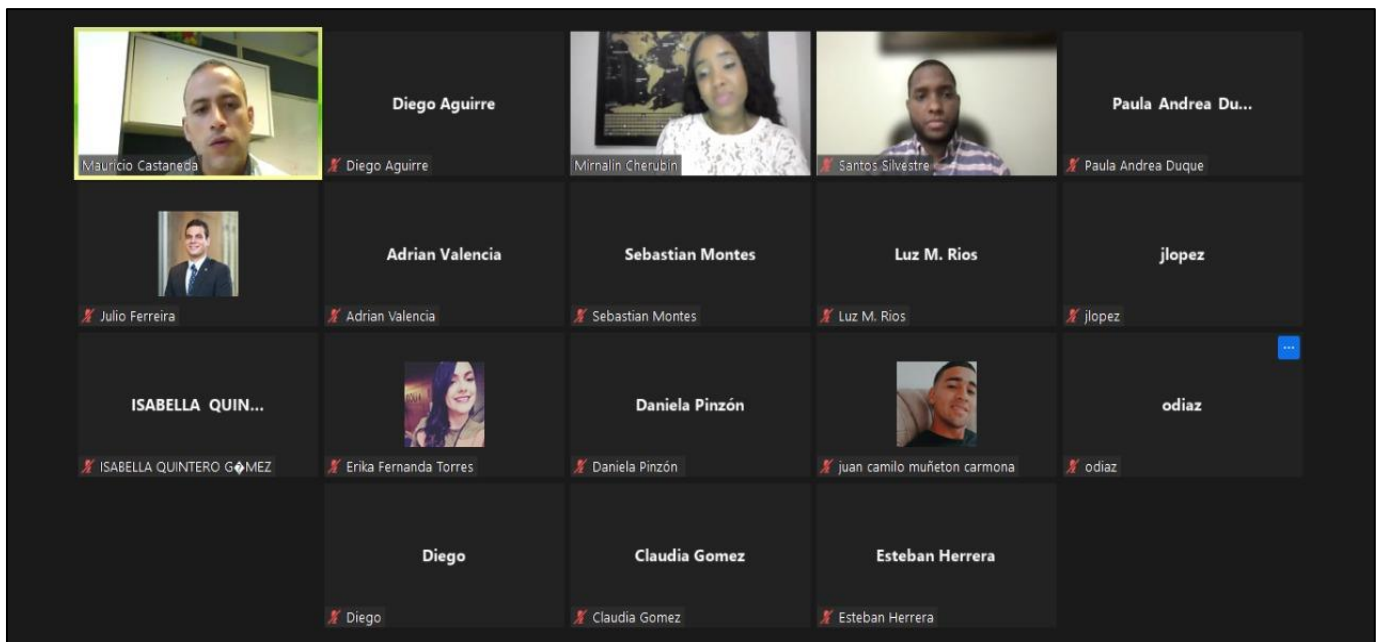 Mauricio Castaneda
Diego Aguirre
Diego Aguirre
Mirnalin Cherubin
Santos Silvestre
Paula Andrea Du...
Paula Andrea Duque
Julio Ferreira
Adrian Valencia
Adrian Valencia
Sebastian Montes
Sebastian Montes
Luz M. Rios
Luz M. Rios
jlopez
jlopez
ISABELLA QUIN...
ISABELLA QUINTERO G�MEZ
Erika Fernanda Torres
Daniela Pinzón
Daniela Pinzón
juan camilo muñeton carmona
odiaz
odiaz
Diego
Diego
Claudia Gomez
Claudia Gomez
Esteban Herrera
Esteban Herrera